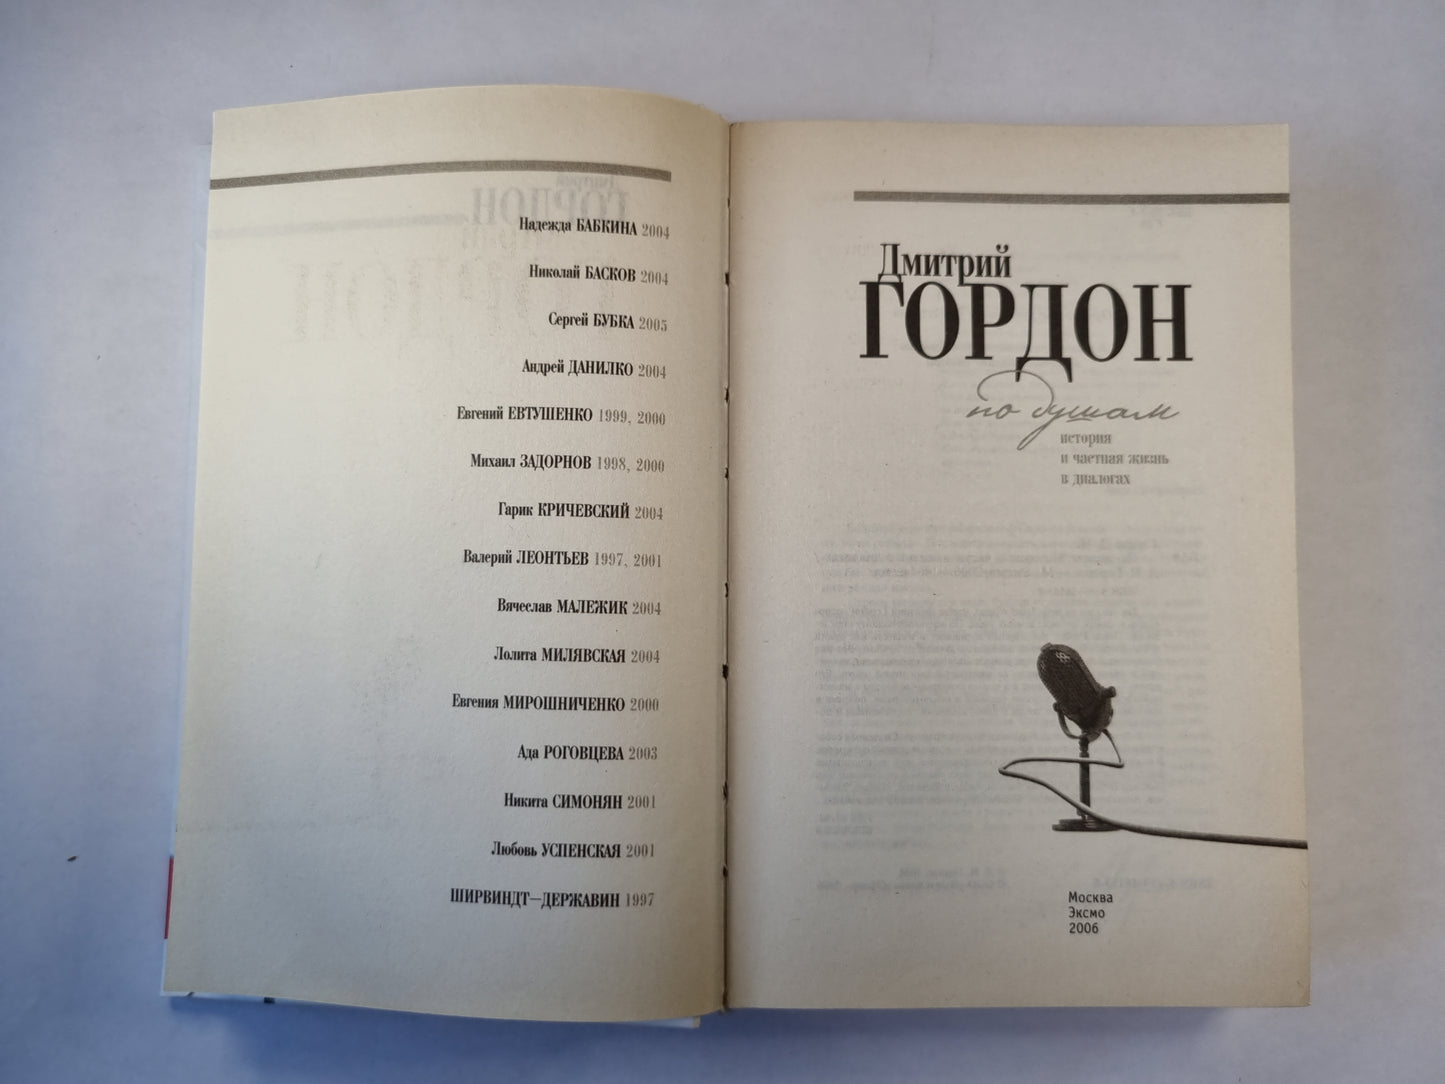 Надежда БАБКИНА 2004
Николай БАСКОВ 2004
Сергей БУБКА 2005
Андрей ДАНИЛКО 2004
Евгений ЕВТУШЕНКО 1999, 2000
Михаил ЗАДОРНОВ 1998, 2000
Гарик КРИЧЕВСКИЙ 2004
Валерий ЛЕОНТЬЕВ 1997, 2001
Вячеслав МАЛЕЖИК 2004
Лолита МИЛЯВСКАЯ 2004
Евгения МИРОШНИЧЕНКО 2000
Ада РОГОВЦЕВА 2003
Никита СИМОНЯН 2001
Любовь УСПЕНСКАЯ 2001
ШИРВИНДТ—ДЕРЖАВИН 1997
Дмитрий
ГОРДОН
по душам
история
и частная жизнь
в диалогах
Москва
Эксмо
2006